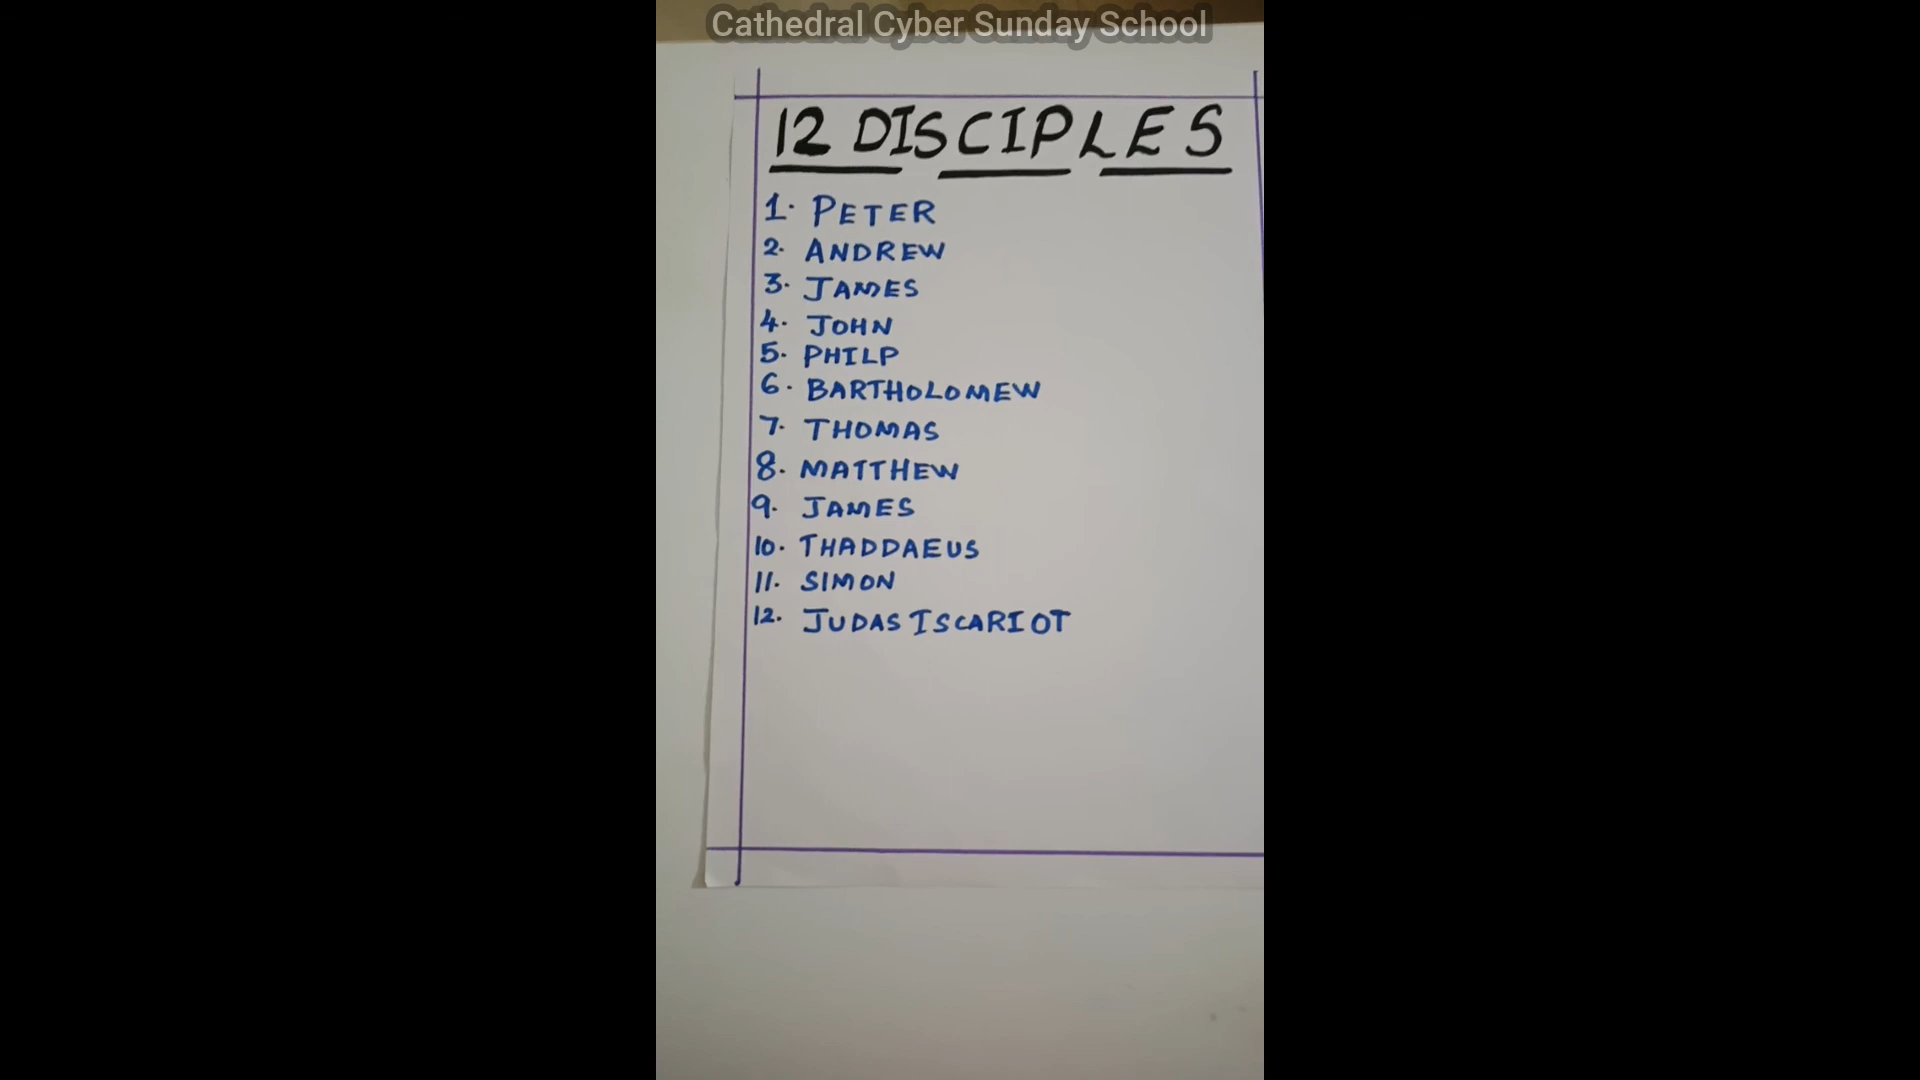 Cathedral Cyber Sunday School
12 DISCIPLES
1. PETER
2. ANDREW
3. JAMES
4. JOHN
5. PHILP
6. BARTHOLOMEW
7. THOMAS
8. MATTHEW
9. JAMES
10. THADDAEUS
11. SIMON
12. JUDAS ISCARIOT